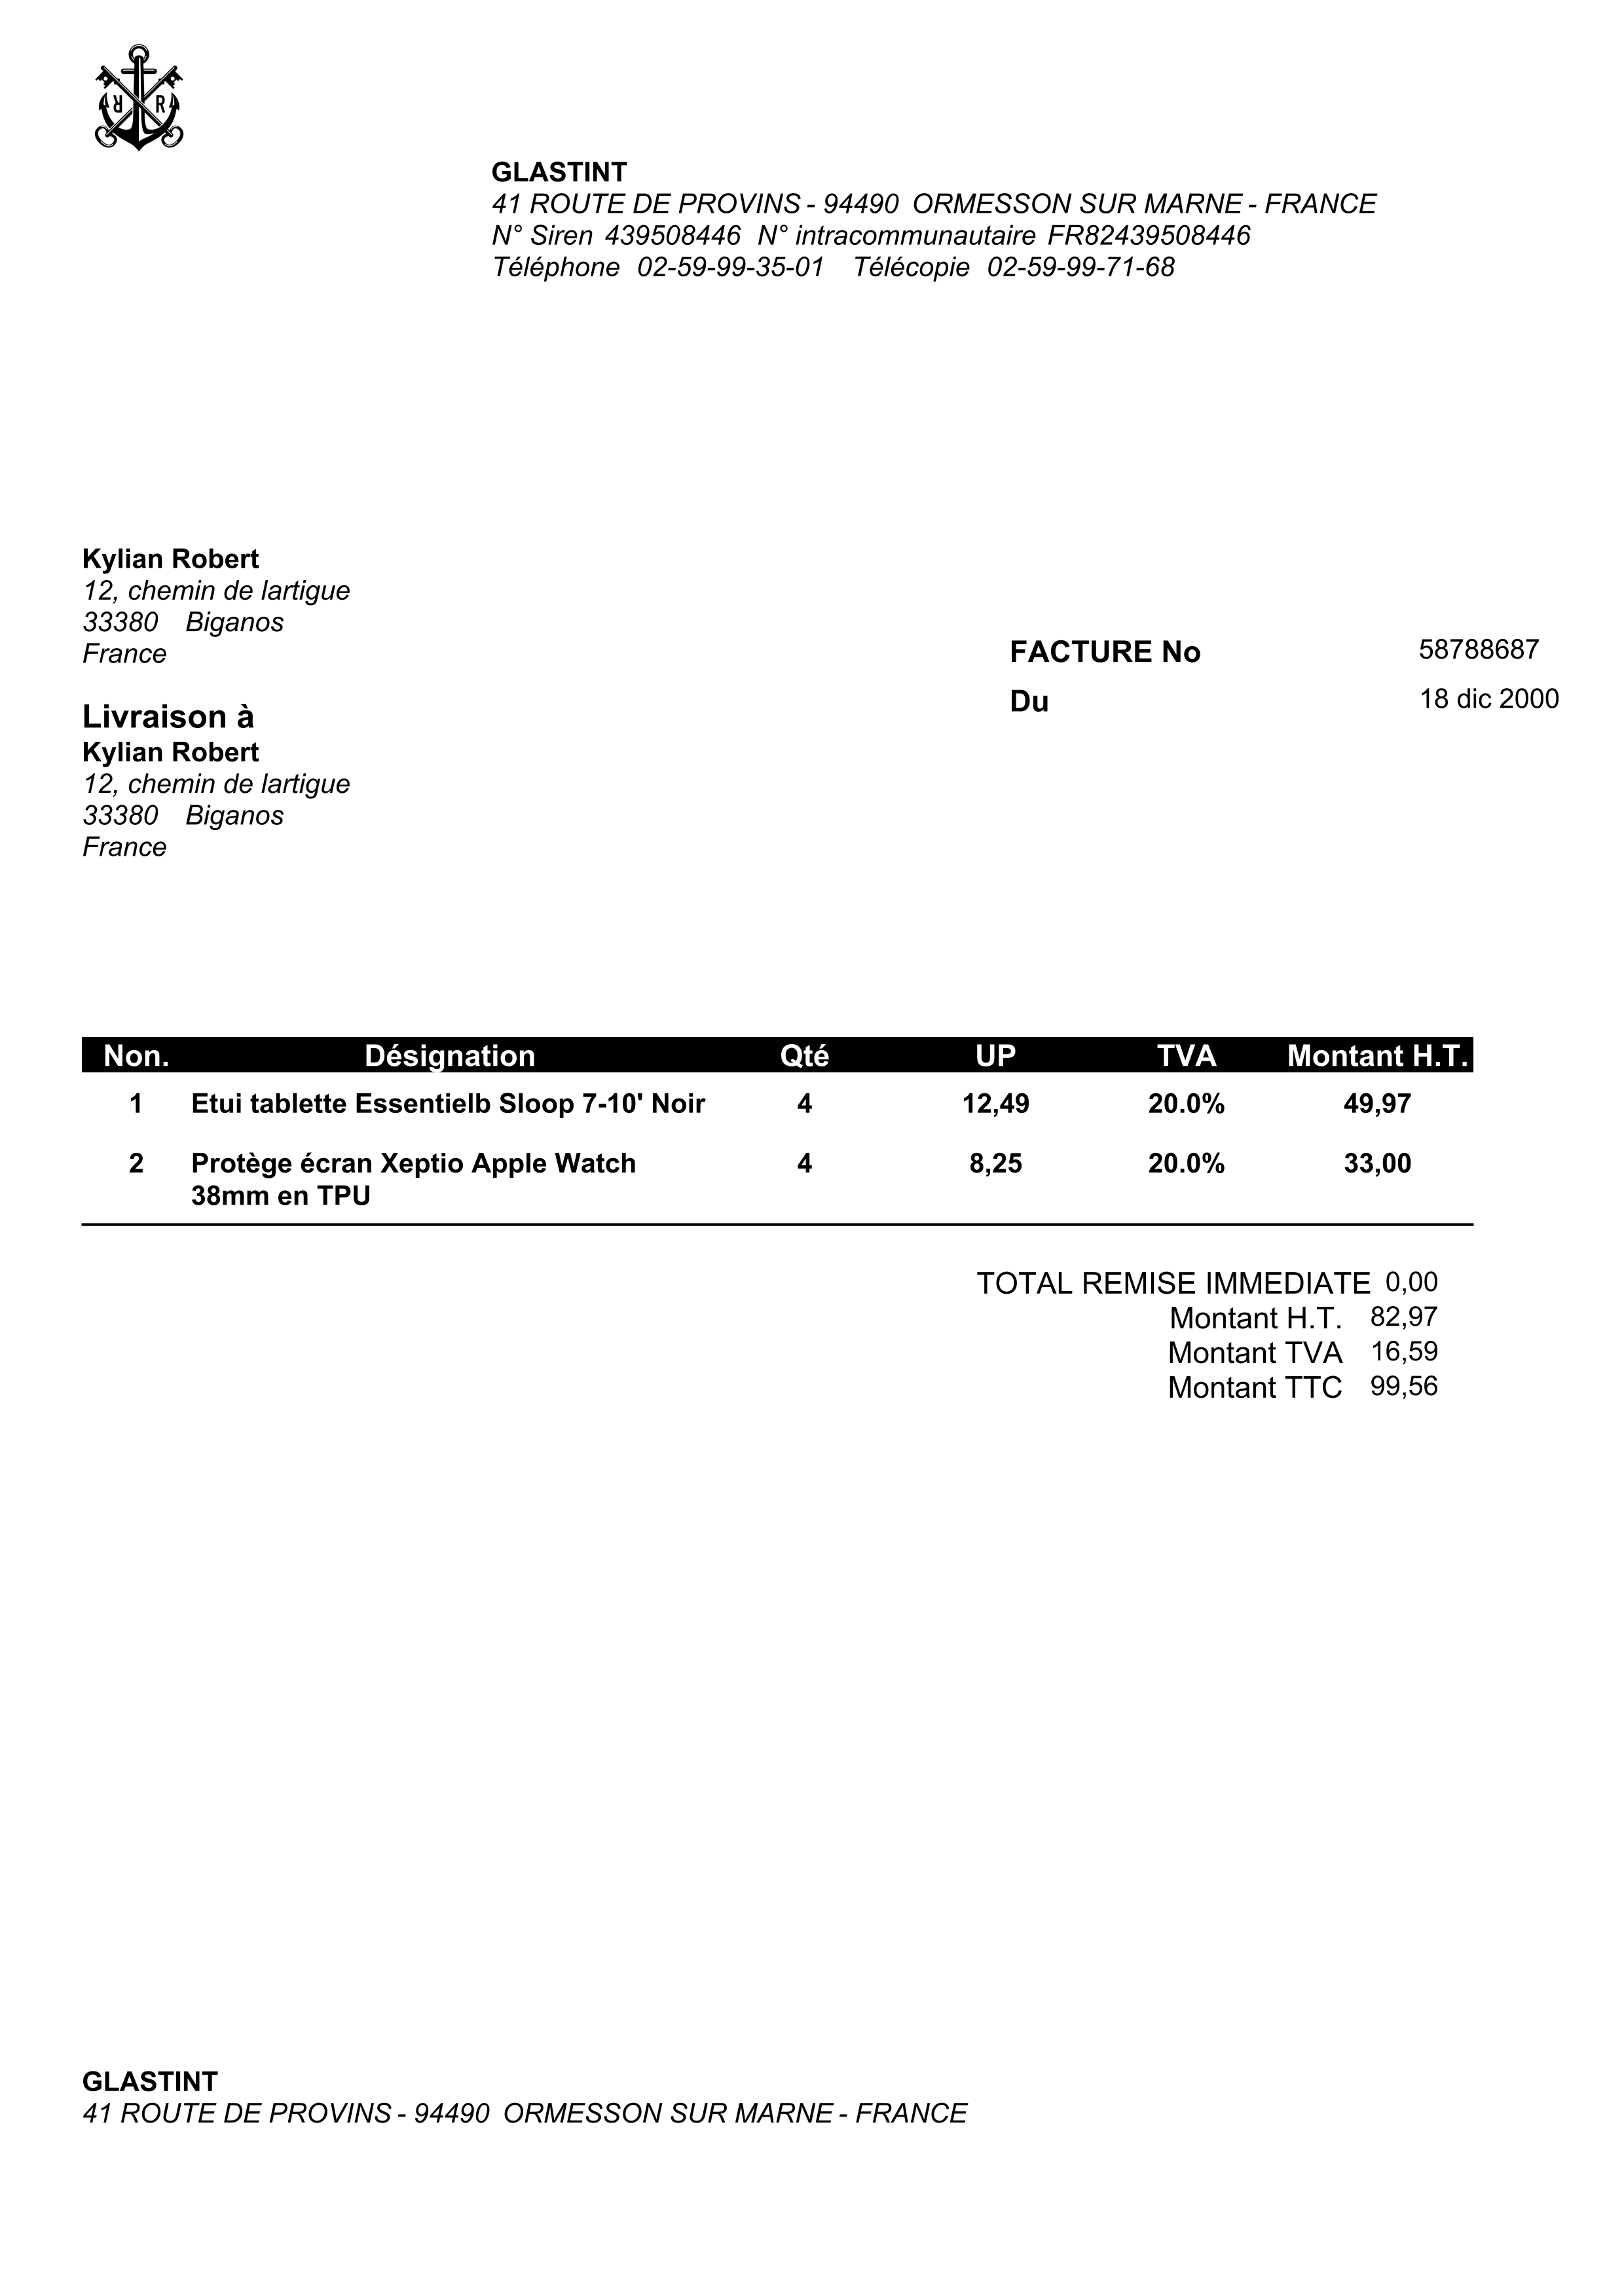 R R
GLASTINT
41 ROUTE DE PROVINS - 94490 ORMESSON SUR MARNE - FRANCE
N° Siren 439508446 N° intracommunautaire FR82439508446
Téléphone 02-59-99-35-01 Télécopie 02-59-99-71-68
Kylian Robert
12, chemin de lartigue
33380 Biganos
France
FACTURE No 58788687
Du 18 dic 2000
Livraison à
Kylian Robert
12, chemin de lartigue
33380 Biganos
France
Non. Désignation Qté UP TVA Montant H.T.
1 Etui tablette Essentielb Sloop 7-10' Noir 4 12,49 20.0% 49,97
2 Protège écran Xeptio Apple Watch 4 8,25 20.0% 33,00
38mm en TPU
TOTAL REMISE IMMEDIATE 0,00
Montant H.T. 82,97
Montant TVA 16,59
Montant TTC 99,56
GLASTINT
41 ROUTE DE PROVINS - 94490 ORMESSON SUR MARNE - FRANCE